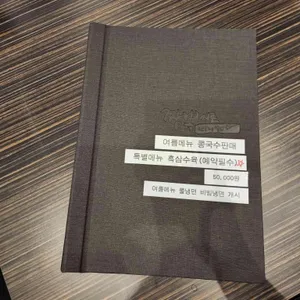 여름메뉴 콩국수판매
특별메뉴 흑삼수육(예약필수)
60,000원
여름메뉴 물냉면 비빔냉면 개시